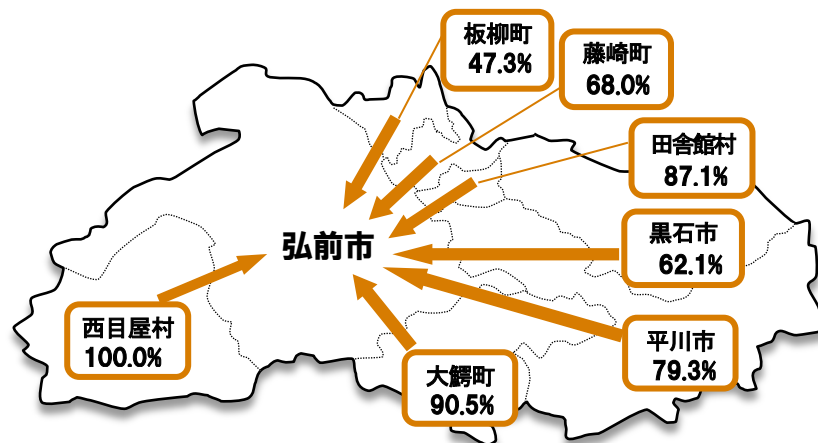 板柳町
47.3%
藤崎町
68.0%
田舎館村
87.1%
黒石市
62.1%
弘前市
西目屋村
100.0%
平川市
79.3%
大鰐町
90.5%